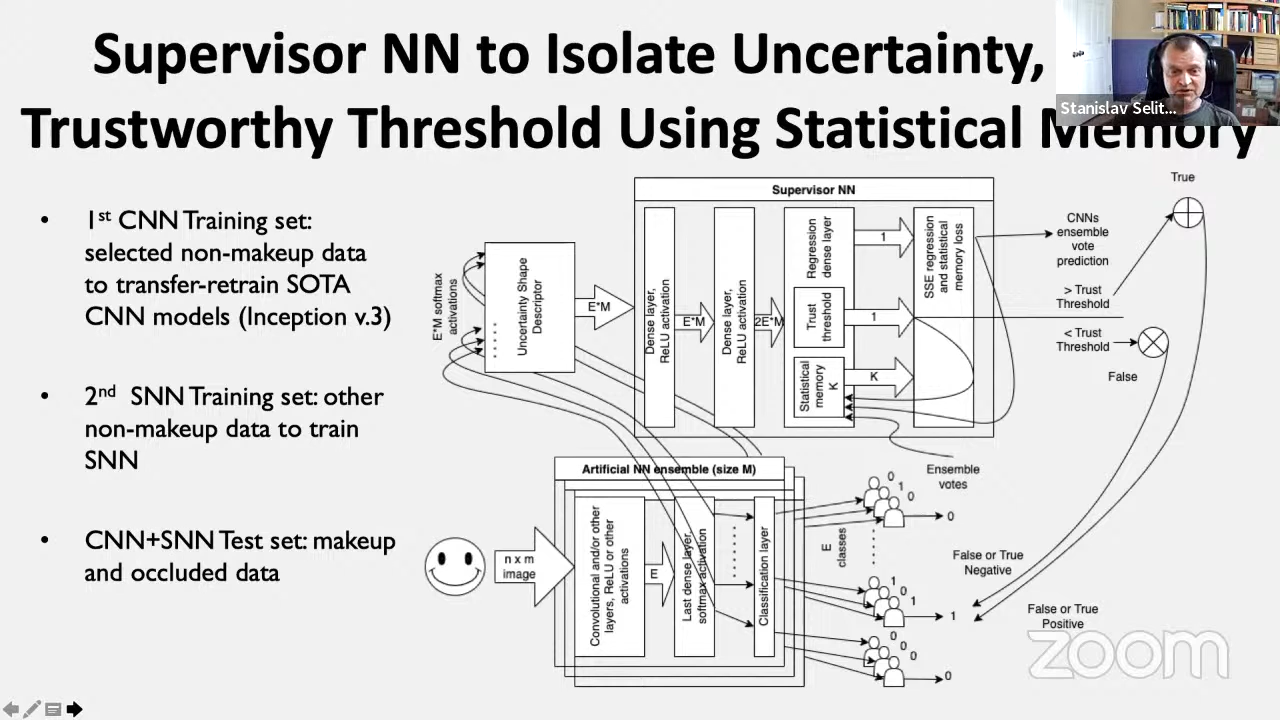 Supervisor NN to Isolate Uncertainty,
Trustworthy Threshold Using Statistical Memory
Stanislav Selit...
• 1st CNN Training set:
selected non-makeup data
to transfer-retrain SOTA
CNN models (Inception v.3)
• 2nd SNN Training set: other
non-makeup data to train
SNN
• CNN+SNN Test set: makeup
and occluded data
E*M softmax
activations
Uncertainty Shape
Descriptor
E*M
Supervisor NN
Dense layer,
ReLU activation
E*M
Dense layer,
ReLU activation
2E*M
Regression
dense layer
Trust
threshold
Statistical
memory
K
1
1
K
SSE regression
and statistical
memory loss
CNNs
ensemble
vote
prediction
> Trust
Threshold
< Trust
Threshold
True
False
Artificial NN ensemble (size M)
n x m
image
Convolutional and/or other
layers, ReLU or other
activations
E
Last dense layer,
softmax activation
Classification layer
E
classes
Ensemble
votes
0
1
0
0
1
0
1
1
0
0
0
0
False or True
Negative
False or True
Positive
zoom